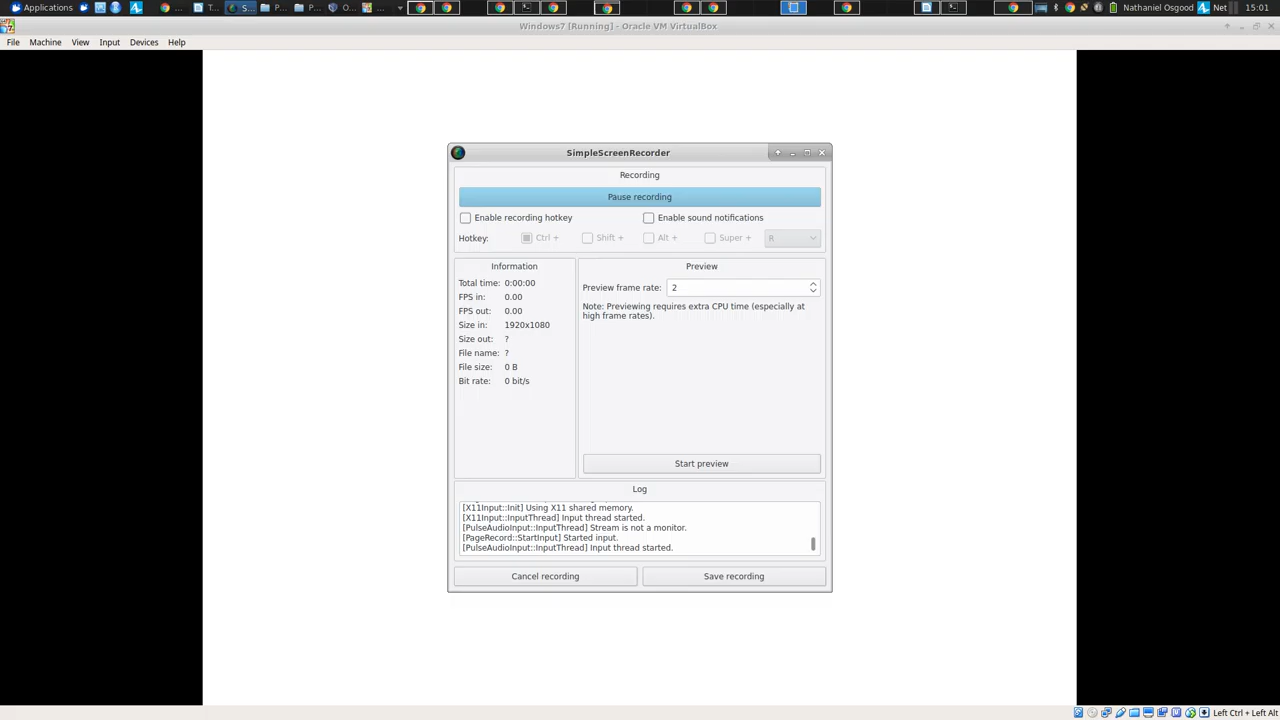 Applications S... T... P... P... O... ... Nathaniel Osgood Net 15:01
Windows7 [Running] - Oracle VM VirtualBox
File Machine View Input Devices Help
SimpleScreenRecorder
Recording
Pause recording
Enable recording hotkey Enable sound notifications
Hotkey: Ctrl + Shift + Alt + Super + R
Information
Total time: 0:00:00
FPS in: 0.00
FPS out: 0.00
Size in: 1920x1080
Size out: ?
File name: ?
File size: 0 B
Bit rate: 0 bit/s
Preview
Preview frame rate: 2
Note: Previewing requires extra CPU time (especially at
high frame rates).
Start preview
Log
[X11Input::Init] Using X11 shared memory.
[X11Input::InputThread] Input thread started.
[PulseAudioInput::InputThread] Stream is not a monitor.
[PageRecord::StartInput] Started input.
[PulseAudioInput::InputThread] Input thread started.
Cancel recording Save recording
Left Ctrl + Left Alt